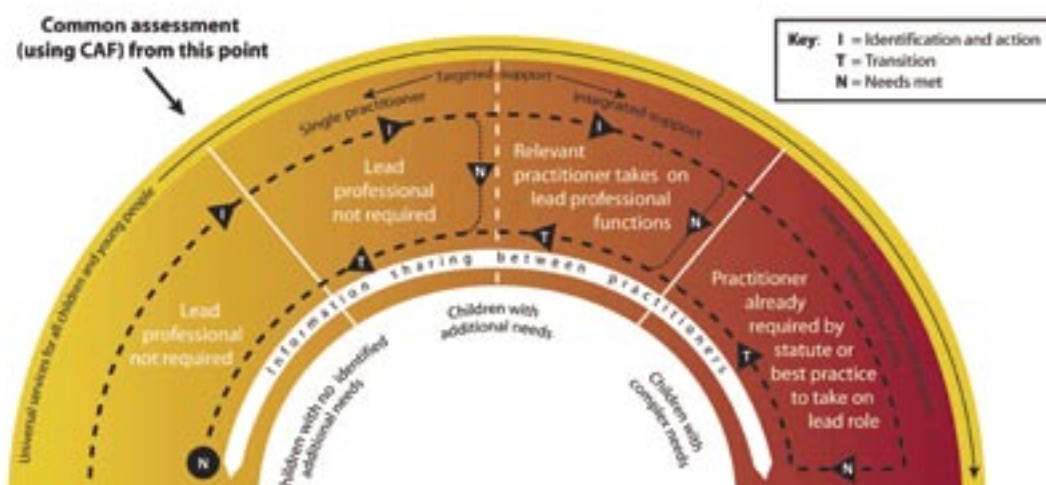 Common assessment
(using CAF) from this point
Key: I = Identification and action
T = Transition
N = Needs met
Universal services for all children and young people
Targeted support
Single practitioner
Integrated support
I
I
I
N
N
T
T
T
N
N
Lead
professional
not required
Lead
professional
not required
Relevant
practitioner takes on
lead professional
functions
Practitioner
already
required by
statute or
best practice
to take on
lead role
Information sharing between practitioners
Children with no identified
additional needs
Children with
additional needs
Children with
complex needs